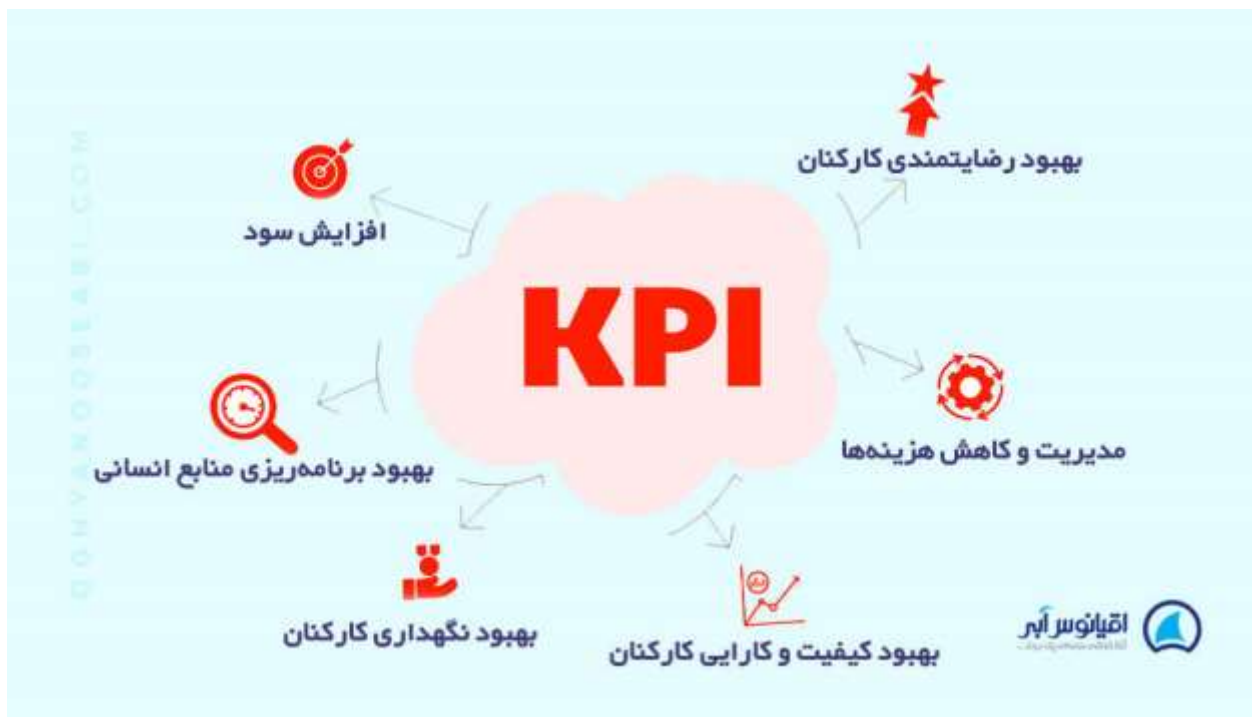 بهبود رضایتمندی کارکنان
افزایش سود
KPI
مدیریت و کاهش هزینه‌ها
بهبود برنامه‌ریزی منابع انسانی
بهبود نگهداری کارکنان
بهبود کیفیت و کارایی کارکنان
اقیانوس آبی